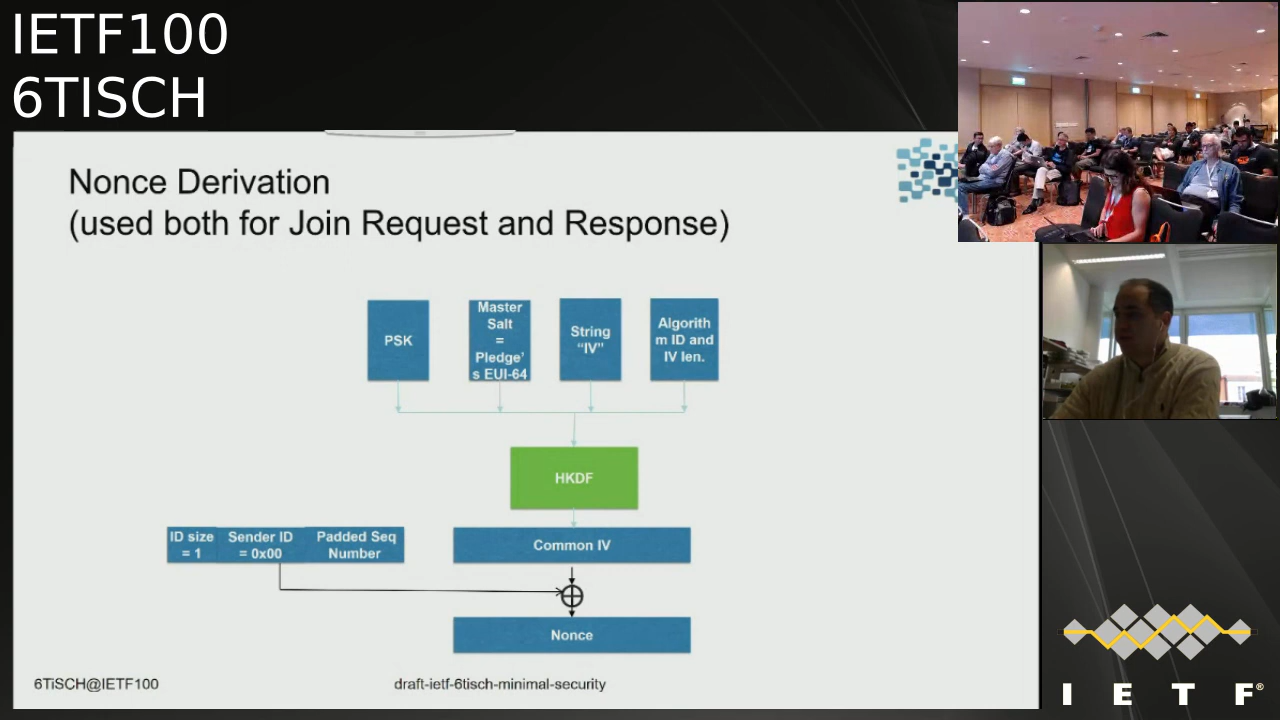 IETF100
6TISCH
Nonce Derivation
(used both for Join Request and Response)
PSK
Master
Salt
=
Pledge’
s EUI-64
String
“IV”
Algorith
m ID and
IV len.
HKDF
ID size
= 1
Sender ID
= 0x00
Padded Seq
Number
Common IV
Nonce
6TiSCH@IETF100
draft-ietf-6tisch-minimal-security
I E T F®